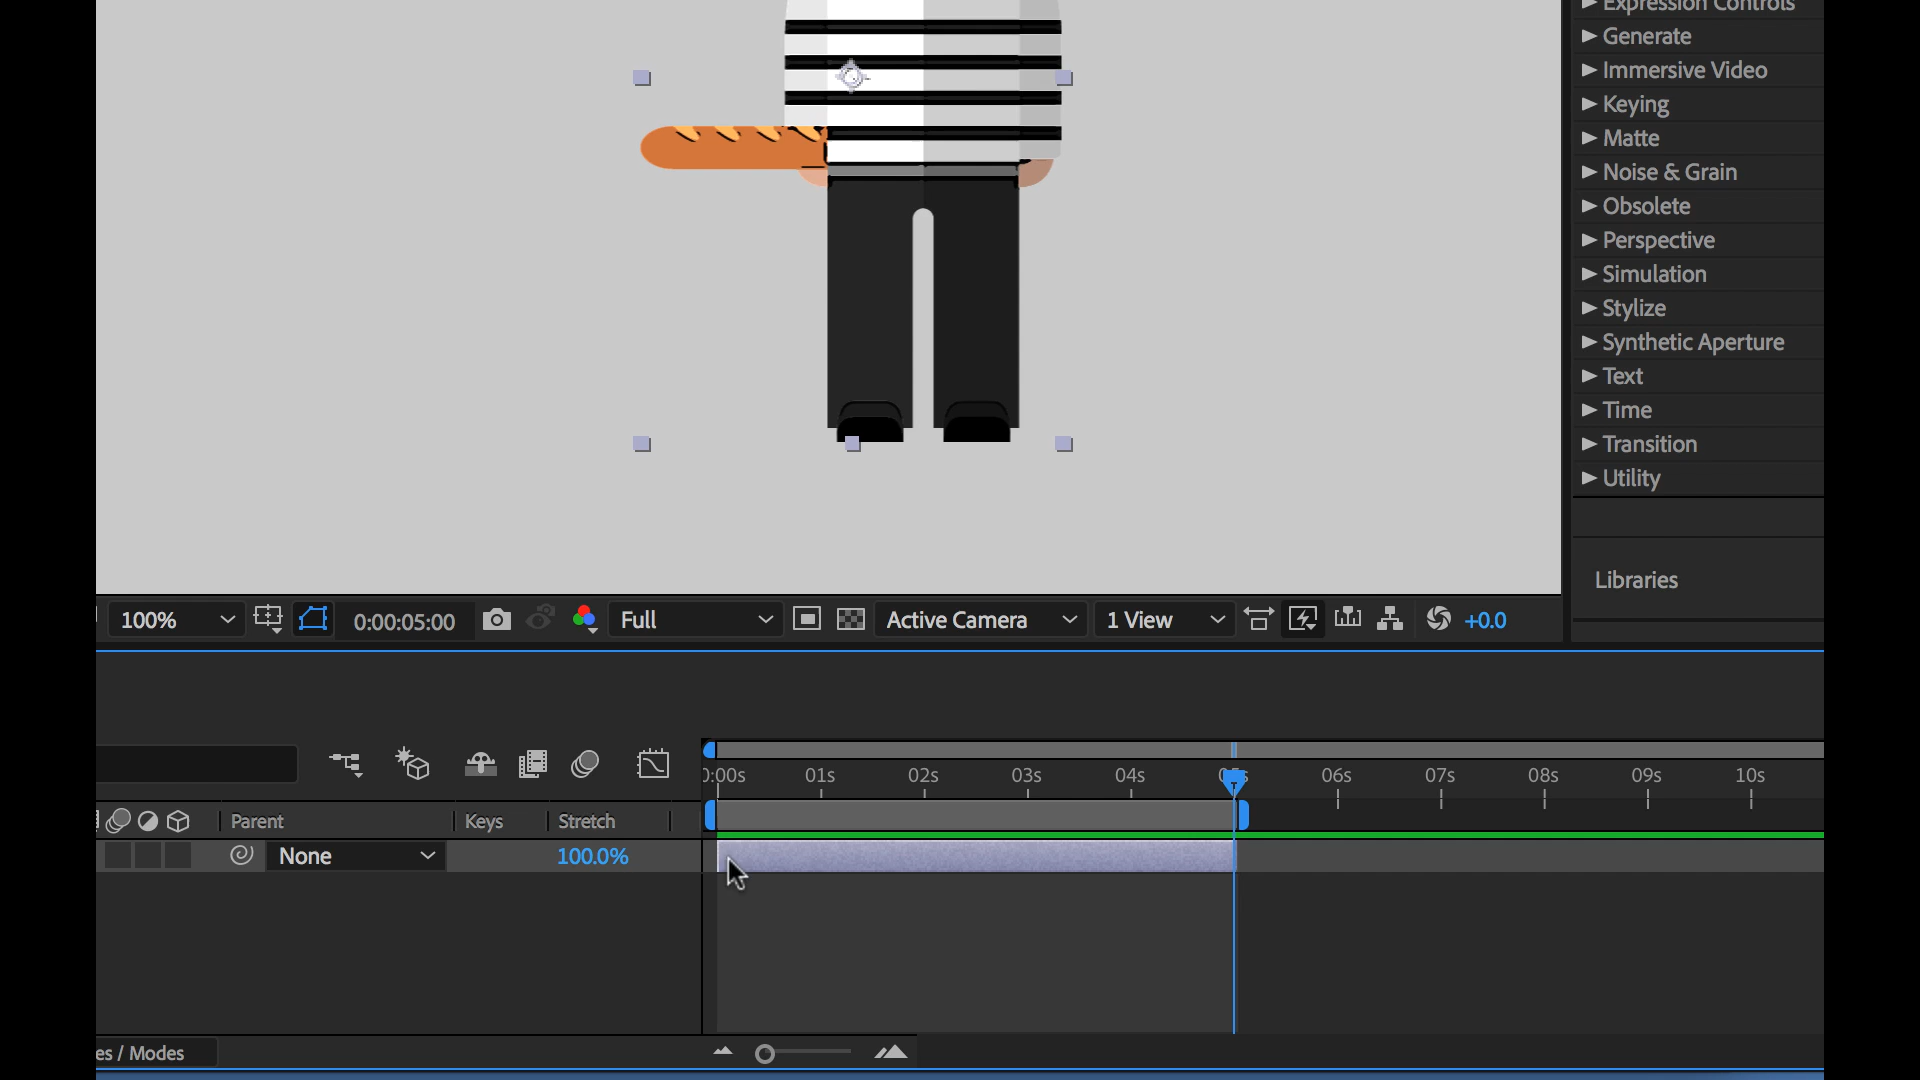 Expression Controls
Generate
Immersive Video
Keying
Matte
Noise & Grain
Obsolete
Perspective
Simulation
Stylize
Synthetic Aperture
Text
Time
Transition
Utility
Libraries
100% 0:00:05:00 Full Active Camera 1 View +0.0
0:00s 01s 02s 03s 04s 05s 06s 07s 08s 09s 10s
Parent Keys Stretch
None 100.0%
es / Modes